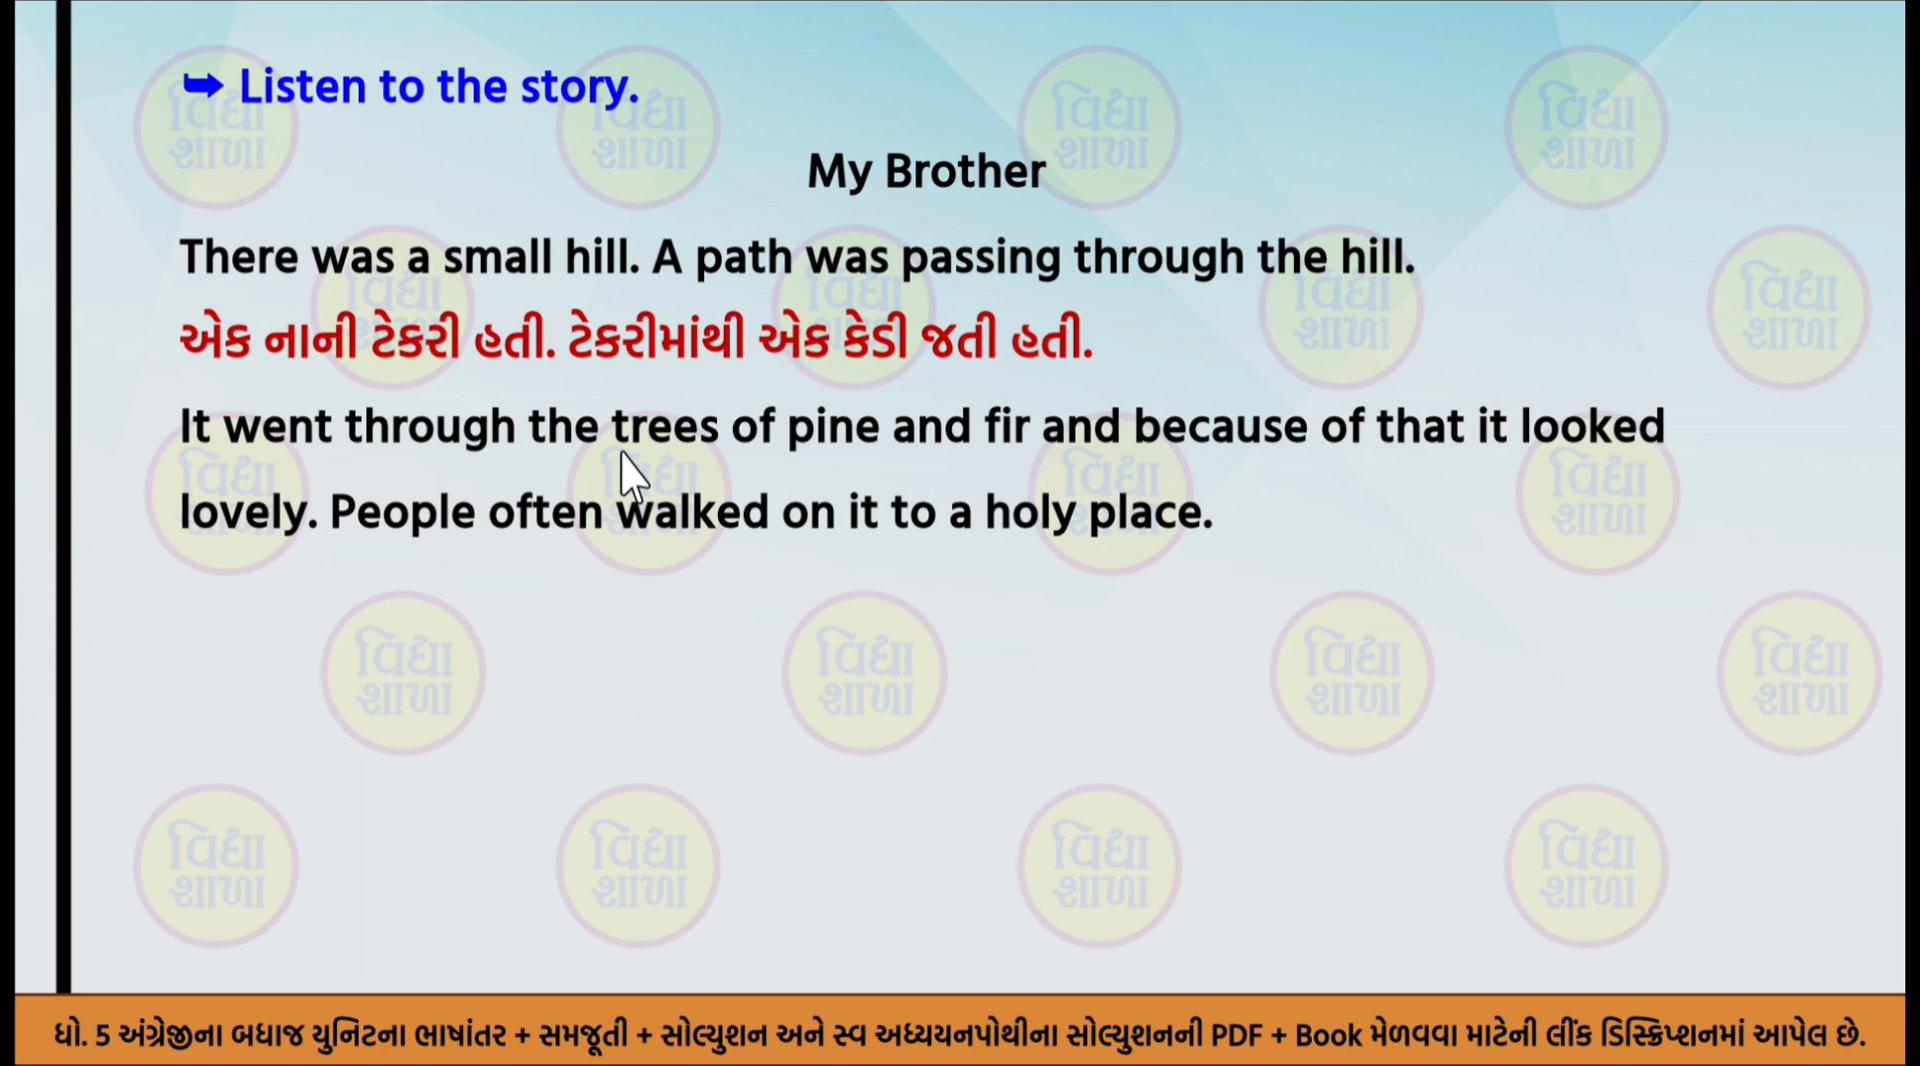 ➥ Listen to the story.
My Brother
There was a small hill. A path was passing through the hill.
એક નાની ટેકરી હતી. ટેકરીમાંથી એક કેડી જતી હતી.
It went through the trees of pine and fir and because of that it looked
lovely. People often walked on it to a holy place.
ધો. 5 અંગ્રેજીના બધાજ યુનિટના ભાષાંતર + સમજૂતી + સોલ્યુશન અને સ્વ અધ્યયનપોથીના સોલ્યુશનની PDF + Book મેળવવા માટેની લીંક ડિસ્ક્રિપ્શનમાં આપેલ છે.
વિદ્યા
શાળા